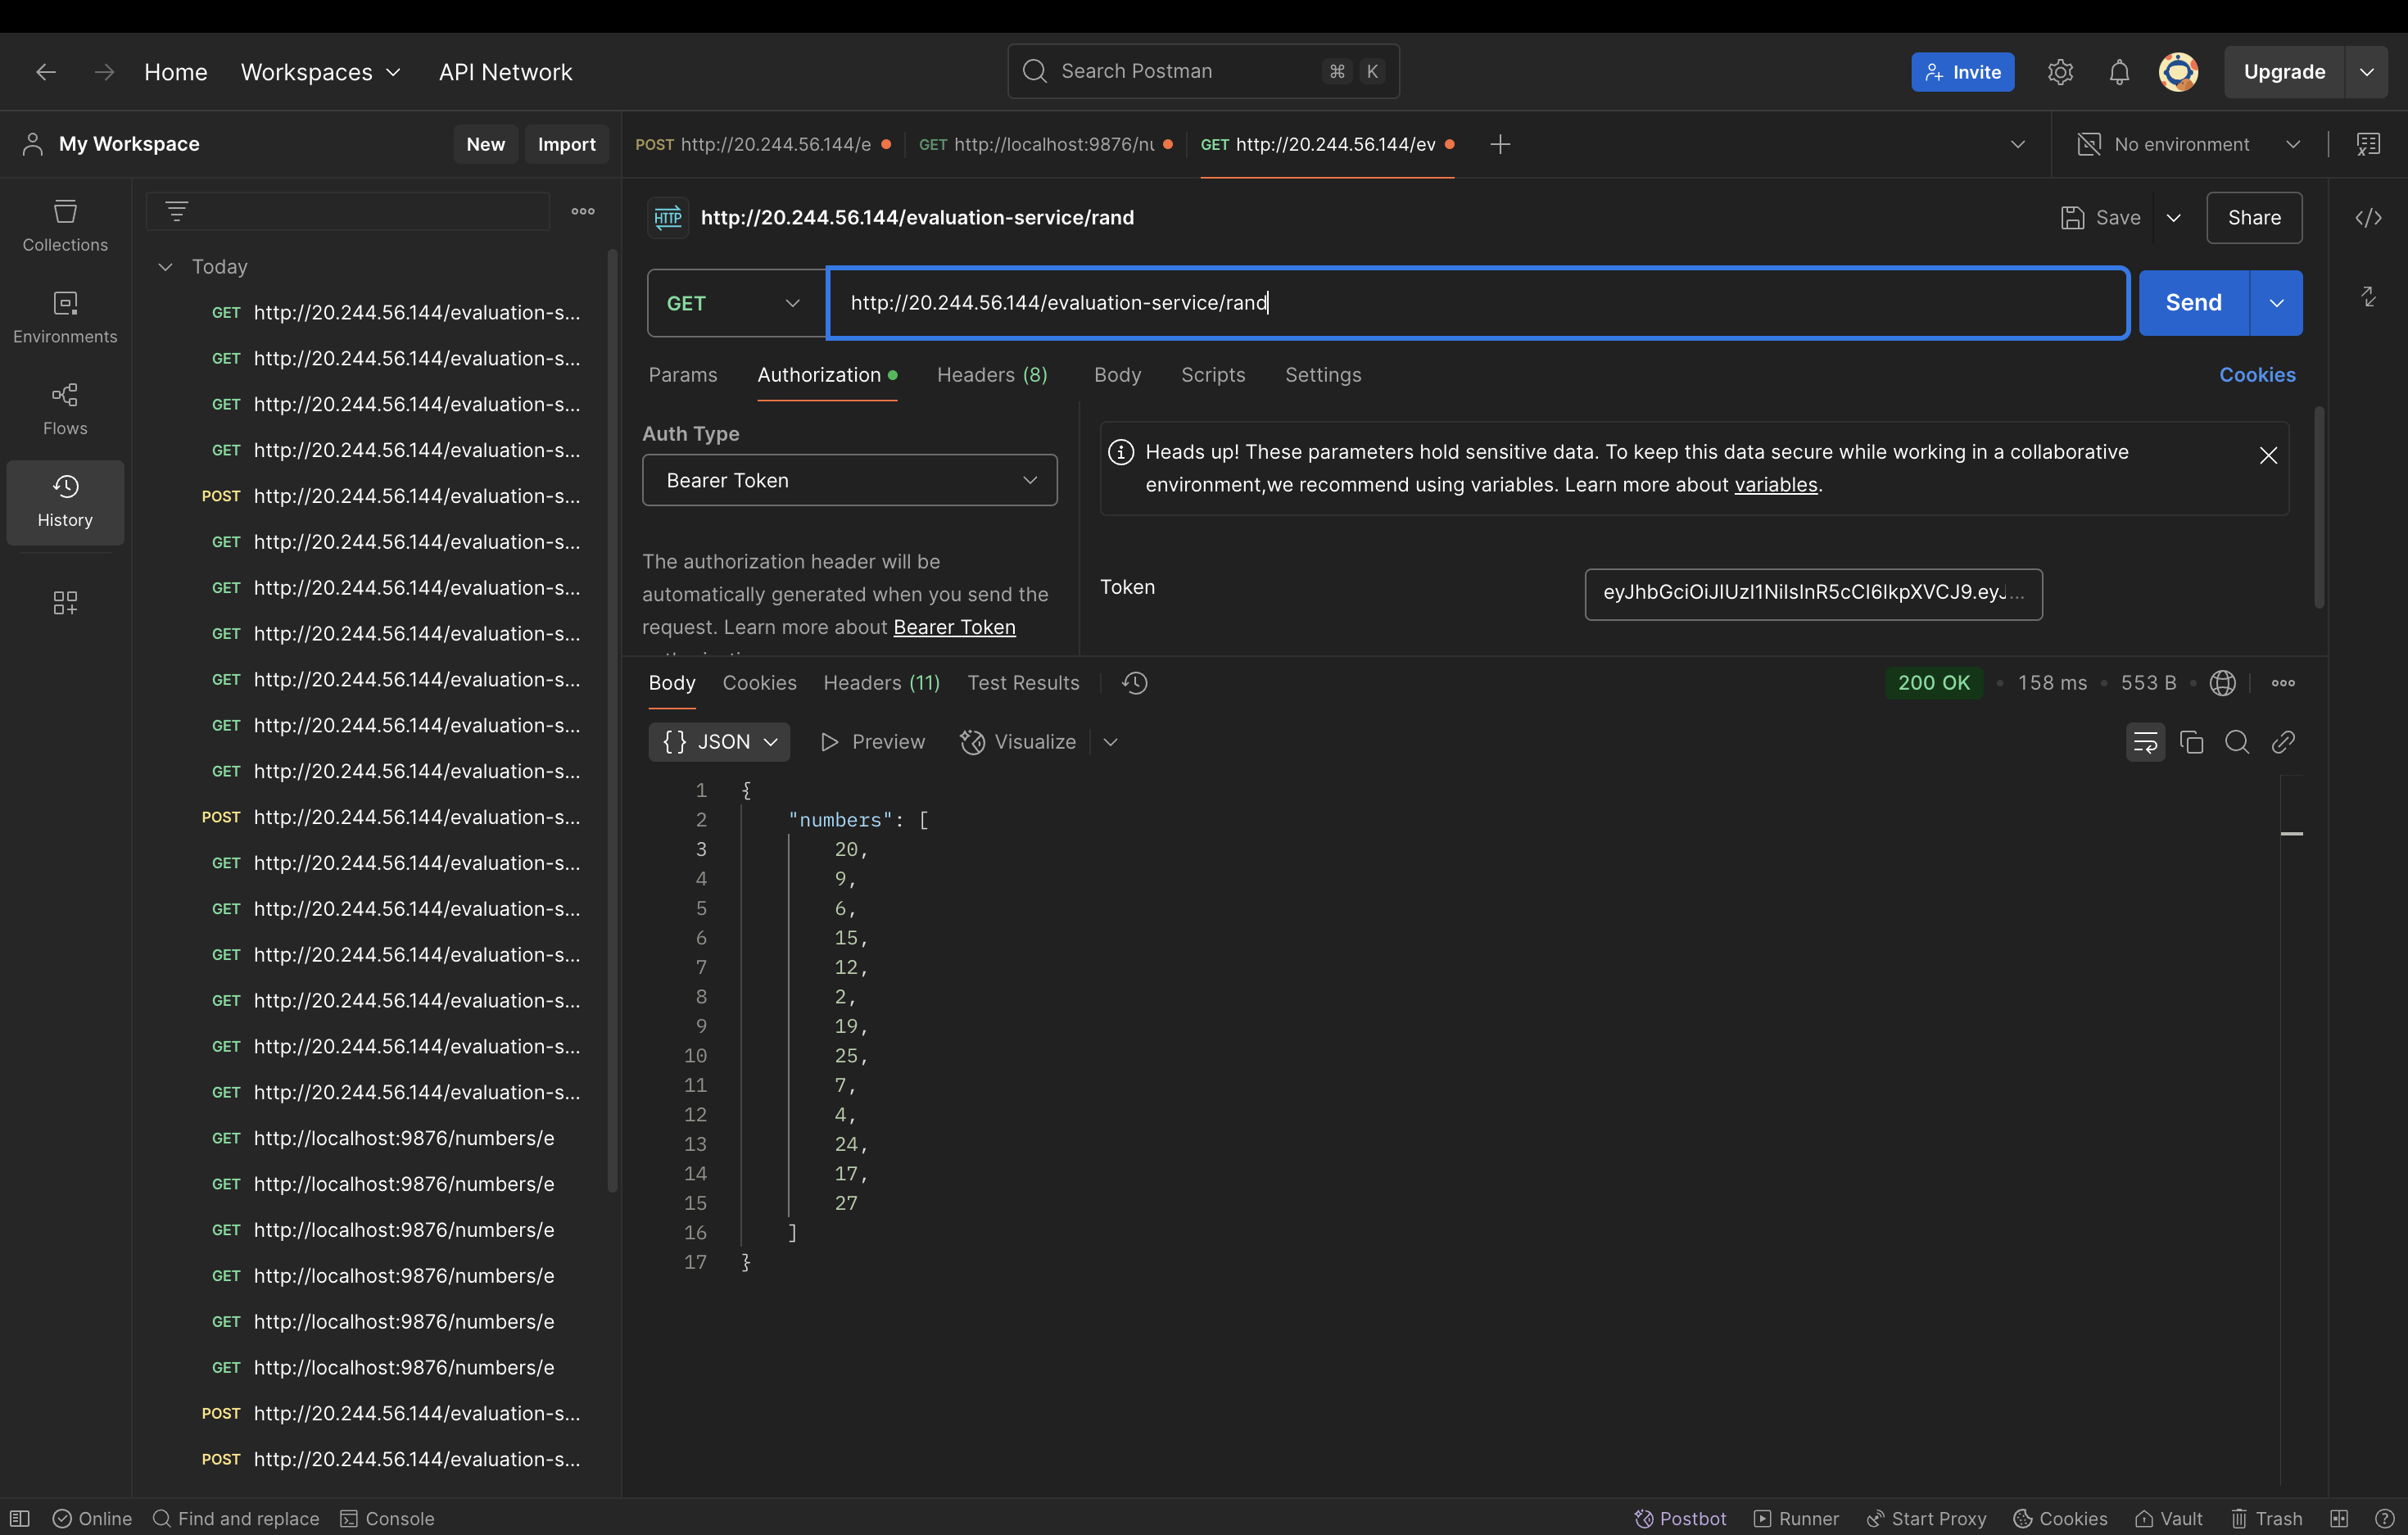 Home Workspaces API Network Search Postman ⌘ K Invite Upgrade
My Workspace New Import POST http://20.244.56.144/e GET http://localhost:9876/nu GET http://20.244.56.144/ev No environment
Collections
Environments
Flows
History
Today
GET http://20.244.56.144/evaluation-s...
GET http://20.244.56.144/evaluation-s...
GET http://20.244.56.144/evaluation-s...
GET http://20.244.56.144/evaluation-s...
POST http://20.244.56.144/evaluation-s...
GET http://20.244.56.144/evaluation-s...
GET http://20.244.56.144/evaluation-s...
GET http://20.244.56.144/evaluation-s...
GET http://20.244.56.144/evaluation-s...
GET http://20.244.56.144/evaluation-s...
GET http://20.244.56.144/evaluation-s...
POST http://20.244.56.144/evaluation-s...
GET http://20.244.56.144/evaluation-s...
GET http://20.244.56.144/evaluation-s...
GET http://20.244.56.144/evaluation-s...
GET http://20.244.56.144/evaluation-s...
GET http://20.244.56.144/evaluation-s...
GET http://20.244.56.144/evaluation-s...
GET http://localhost:9876/numbers/e
GET http://localhost:9876/numbers/e
GET http://localhost:9876/numbers/e
GET http://localhost:9876/numbers/e
GET http://localhost:9876/numbers/e
GET http://localhost:9876/numbers/e
POST http://20.244.56.144/evaluation-s...
POST http://20.244.56.144/evaluation-s...
HTTP http://20.244.56.144/evaluation-service/rand Save Share
GET http://20.244.56.144/evaluation-service/rand Send
Params Authorization Headers (8) Body Scripts Settings Cookies
Auth Type
Bearer Token
The authorization header will be
automatically generated when you send the
request. Learn more about Bearer Token
Heads up! These parameters hold sensitive data. To keep this data secure while working in a collaborative
environment,we recommend using variables. Learn more about variables.
Token eyJhbGciOiJIUzI1NiIsInR5cCI6IkpXVCJ9.eyJ...
Body Cookies Headers (11) Test Results 200 OK • 158 ms • 553 B
{} JSON Preview Visualize
1 {
2 "numbers": [
3 20,
4 9,
5 6,
6 15,
7 12,
8 2,
9 19,
10 25,
11 7,
12 4,
13 24,
14 17,
15 27
16 ]
17 }
Online Find and replace Console Postbot Runner Start Proxy Cookies Vault Trash